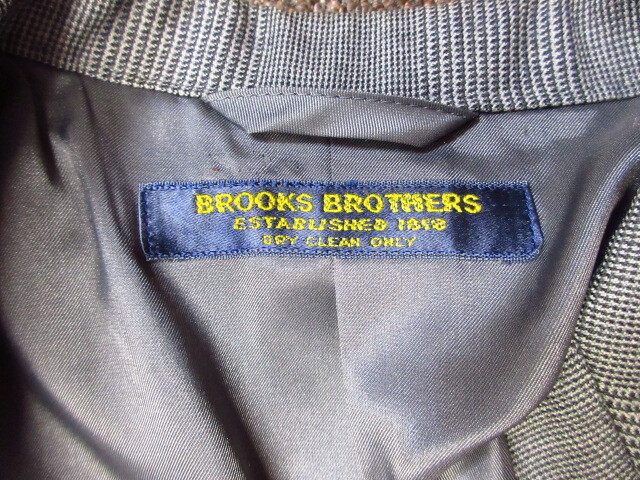 BROOKS BROTHERS
ESTABLISHED 1818
DRY CLEAN ONLY